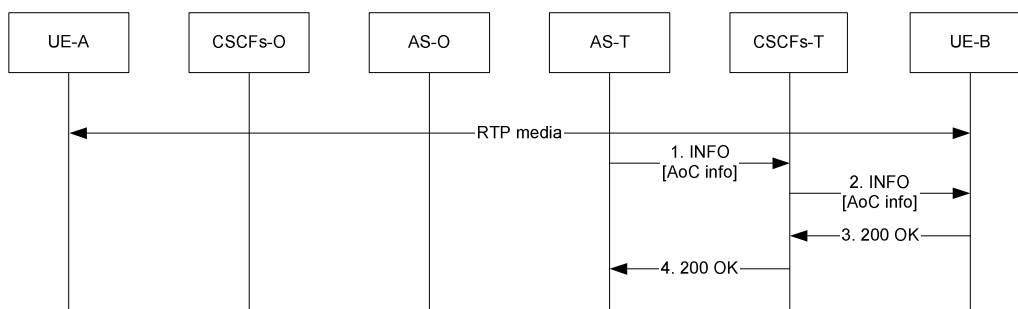 UE-A
CSCFs-O
AS-O
AS-T
CSCFs-T
UE-B
RTP media
1. INFO
[AoC info]
2. INFO
[AoC info]
3. 200 OK
4. 200 OK